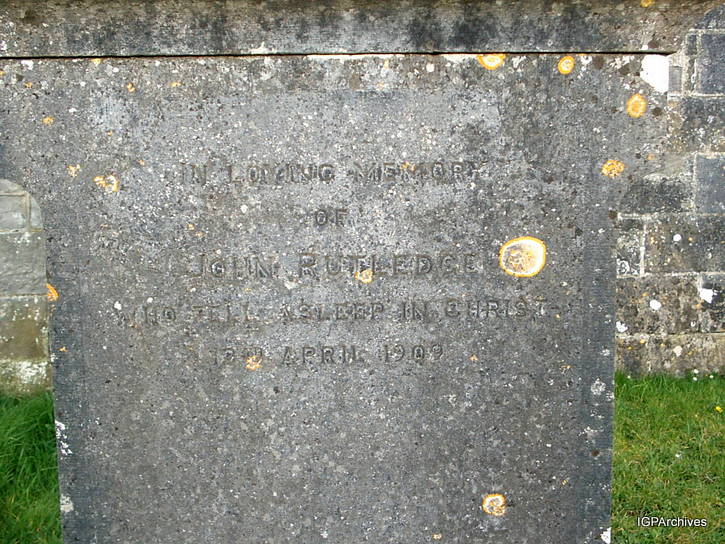 IN LOVING MEMORY
OF
JOHN RUTLEDGE
WHO FELL ASLEEP IN CHRIST
APRIL 1909
IGPArchives